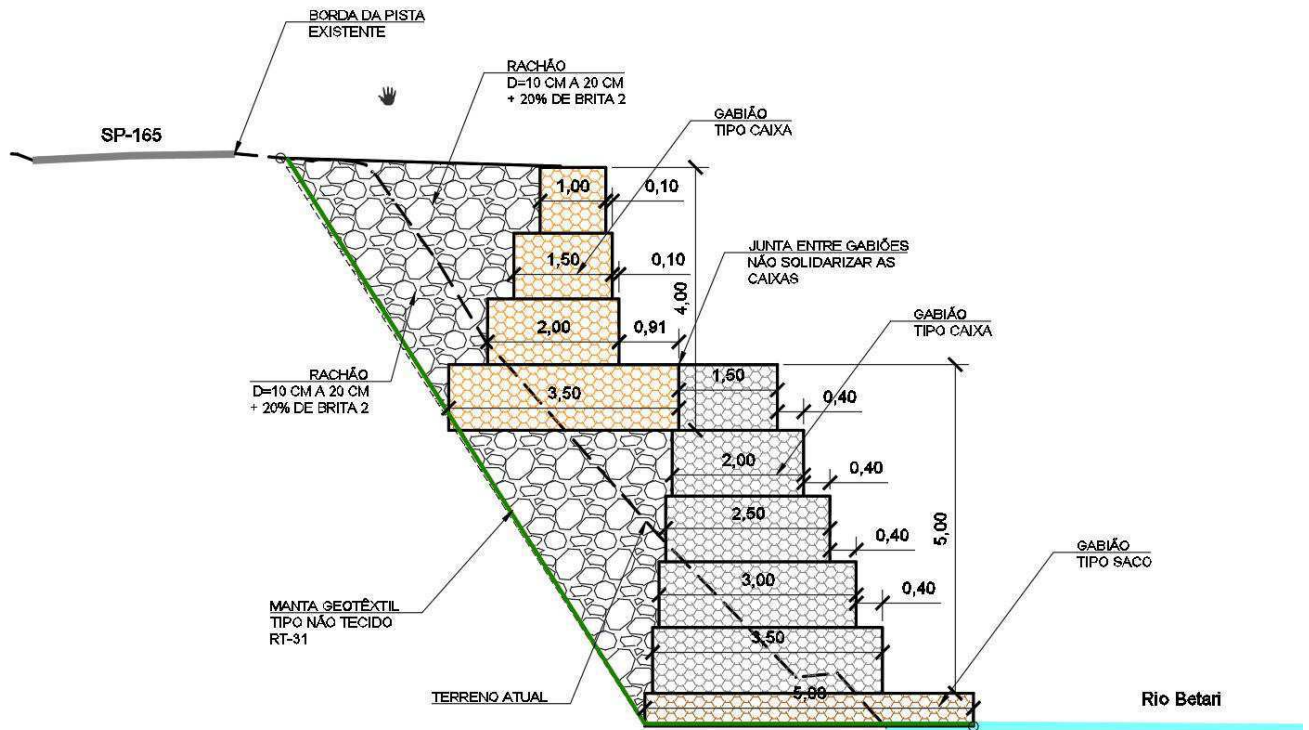 BORDA DA PISTA
EXISTENTE
RACHÃO
D=10 CM A 20 CM
+ 20% DE BRITA 2
GABIÃO
TIPO CAIXA
SP-165
1,00
0,10
JUNTA ENTRE GABIÕES
NÃO SOLIDARIZAR AS
CAIXAS
1,50
0,10
4,00
GABIÃO
TIPO CAIXA
2,00
0,91
RACHÃO
D=10 CM A 20 CM
+ 20% DE BRITA 2
3,50
1,50
0,40
2,00
0,40
2,50
5,00
0,40
GABIÃO
TIPO SACO
3,00
0,40
MANTA GEOTÊXTIL
TIPO NÃO TECIDO
RT-31
3,50
TERRENO ATUAL
5,00
Rio Betari